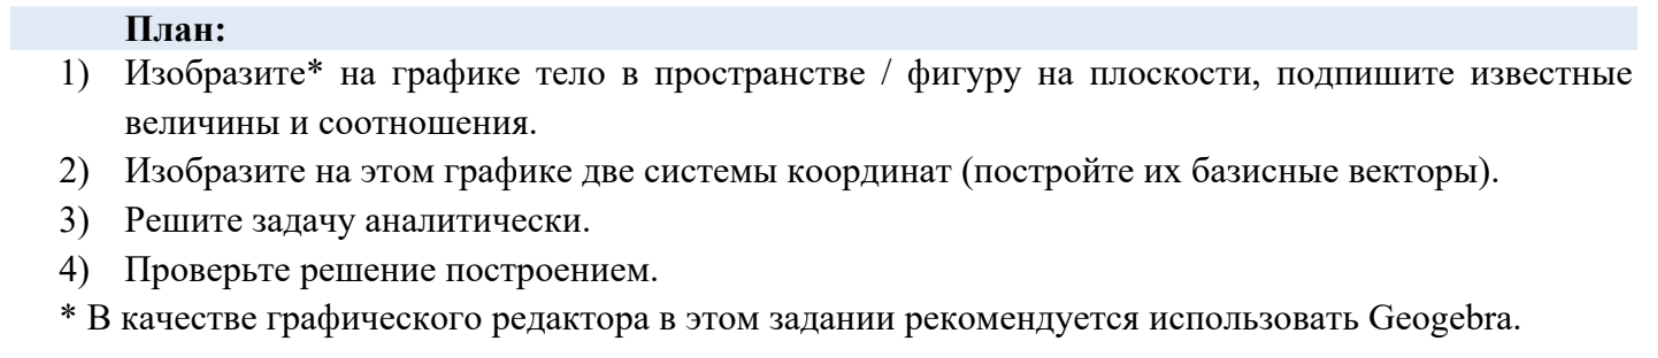 План:
1) Изобразите* на графике тело в пространстве / фигуру на плоскости, подпишите известные
величины и соотношения.
2) Изобразите на этом графике две системы координат (постройте их базисные векторы).
3) Решите задачу аналитически.
4) Проверьте решение построением.
* В качестве графического редактора в этом задании рекомендуется использовать Geogebra.